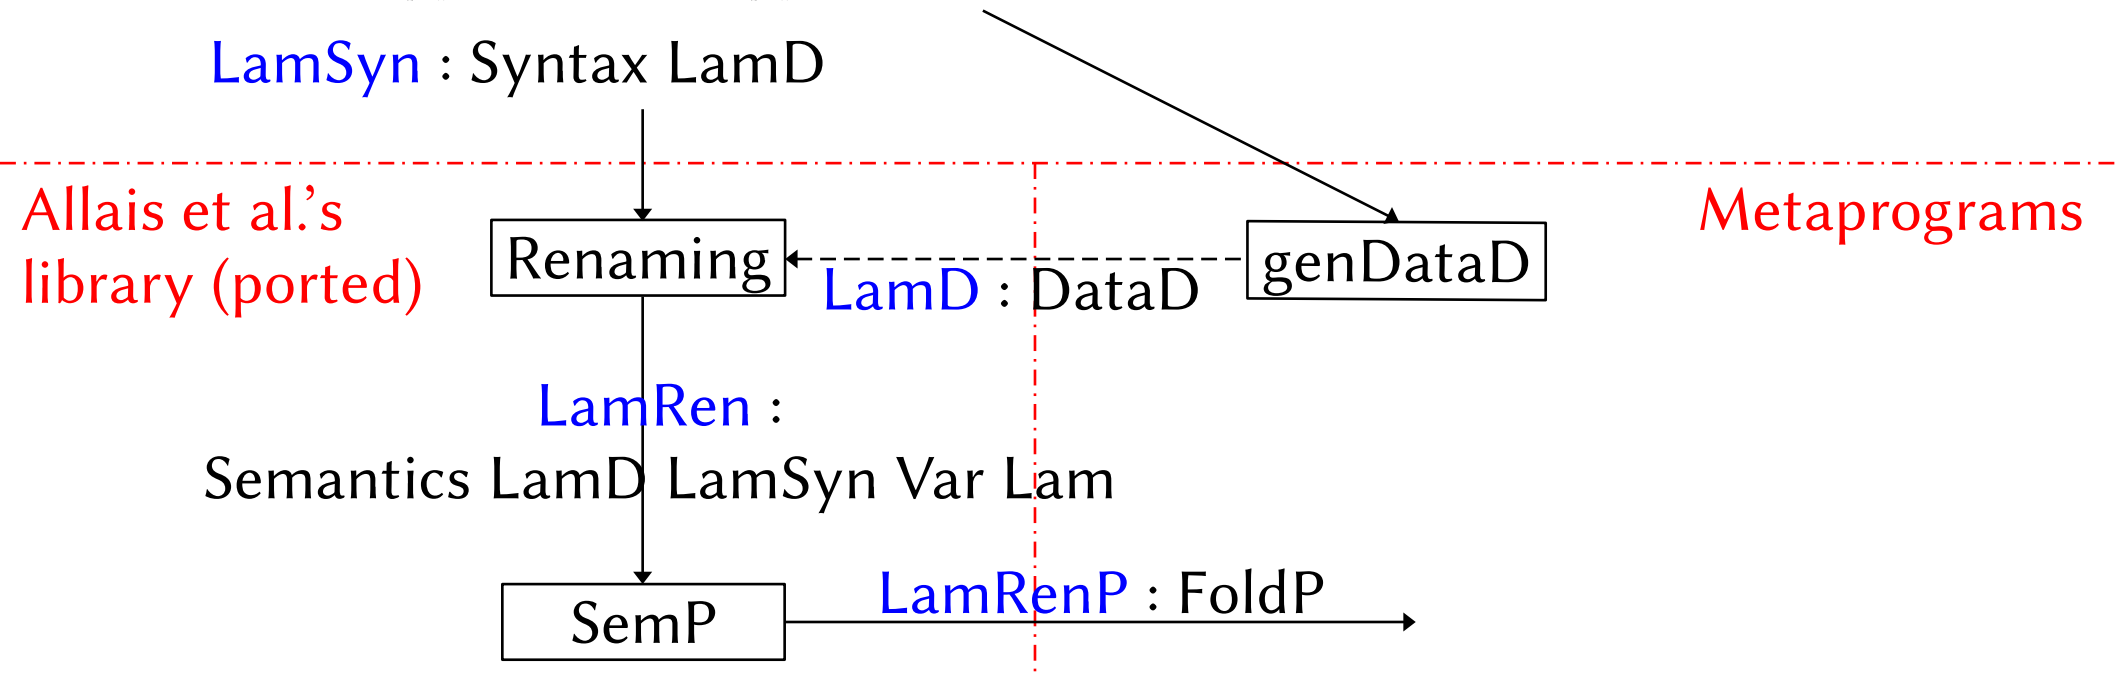 LamSyn : Syntax LamD
Allais et al.’s
library (ported)
Metaprograms
Renaming
genDataD
LamD : DataD
LamRen :
Semantics LamD LamSyn Var Lam
LamRenP : FoldP
SemP